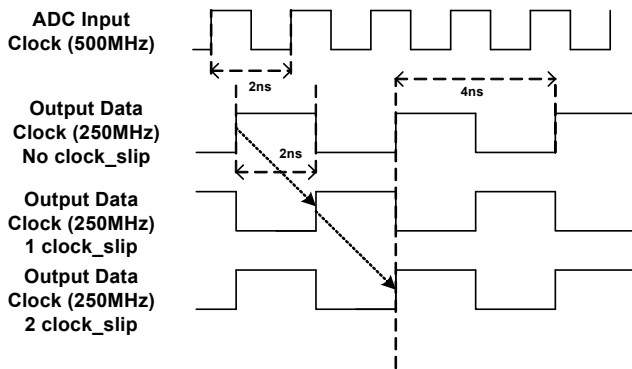 ADC Input
Clock (500MHz)
2ns
4ns
Output Data
Clock (250MHz)
No clock_slip
2ns
Output Data
Clock (250MHz)
1 clock_slip
Output Data
Clock (250MHz)
2 clock_slip